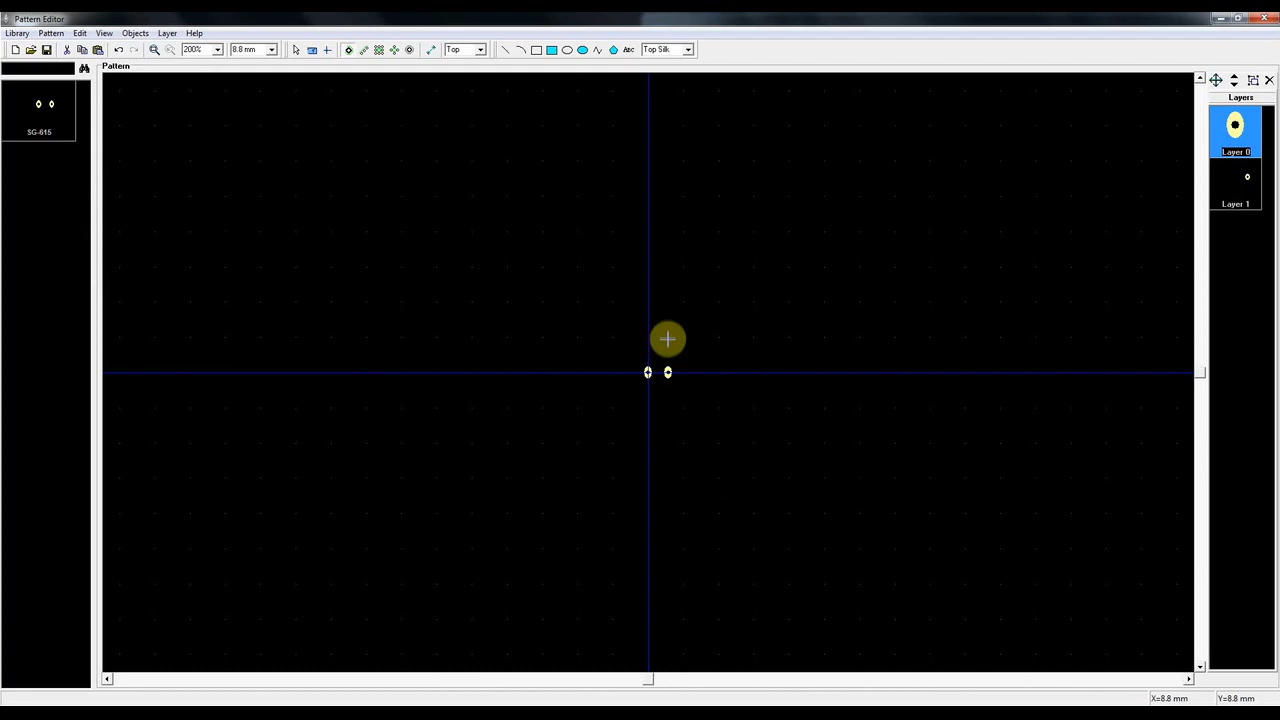 Pattern Editor
Library Pattern Edit View Objects Layer Help
200% 8.8 mm Top Abc Top Silk
Pattern
SG-615
Layers
Layer 0
Layer 1
X=8.8 mm Y=8.8 mm